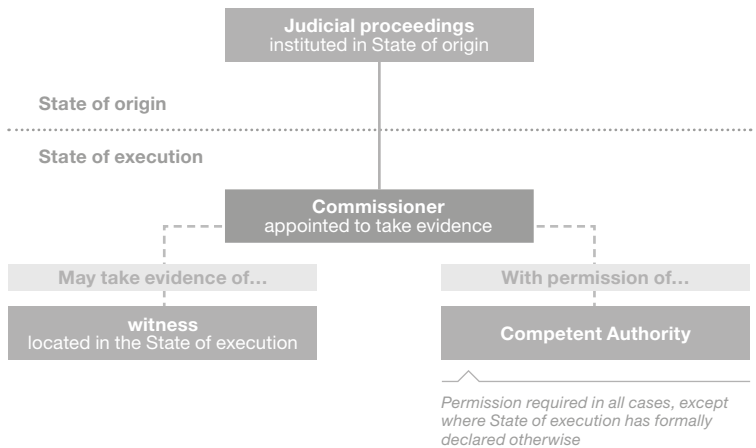 Judicial proceedings
instituted in State of origin
State of origin
State of execution
Commissioner
appointed to take evidence
May take evidence of...
With permission of...
witness
located in the State of execution
Competent Authority
Permission required in all cases, except
where State of execution has formally
declared otherwise